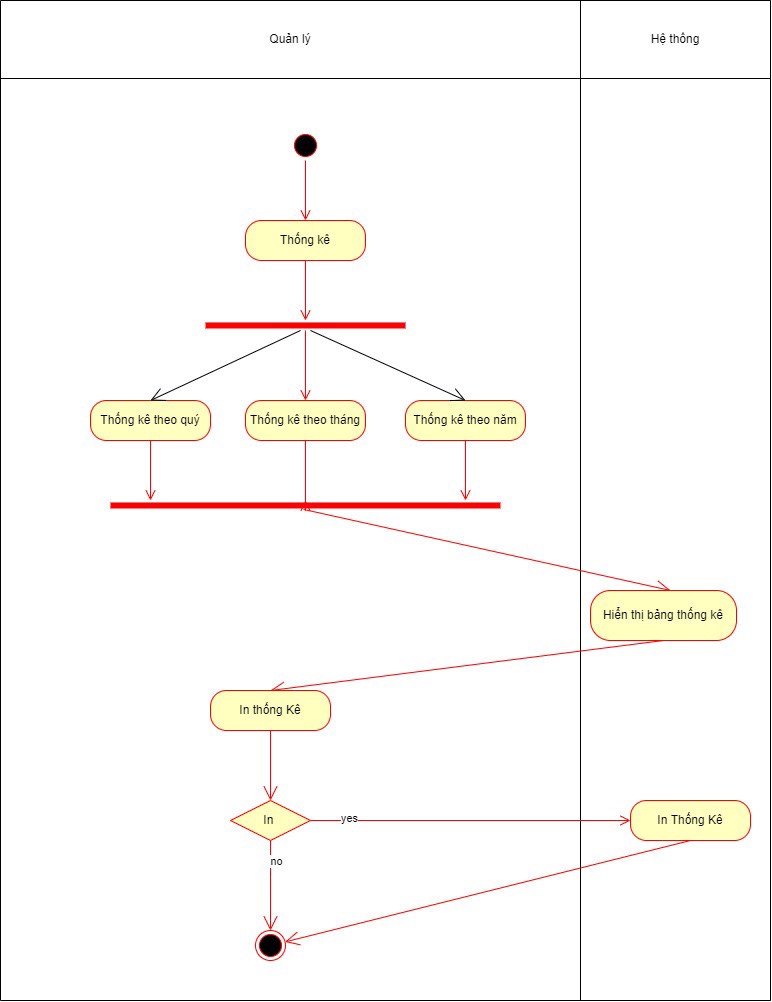 Quản lý
Hệ thống
Thống kê
Thống kê theo quý
Thống kê theo tháng
Thống kê theo năm
Hiển thị bảng thống kê
In thống Kê
In
yes
In Thống Kê
no